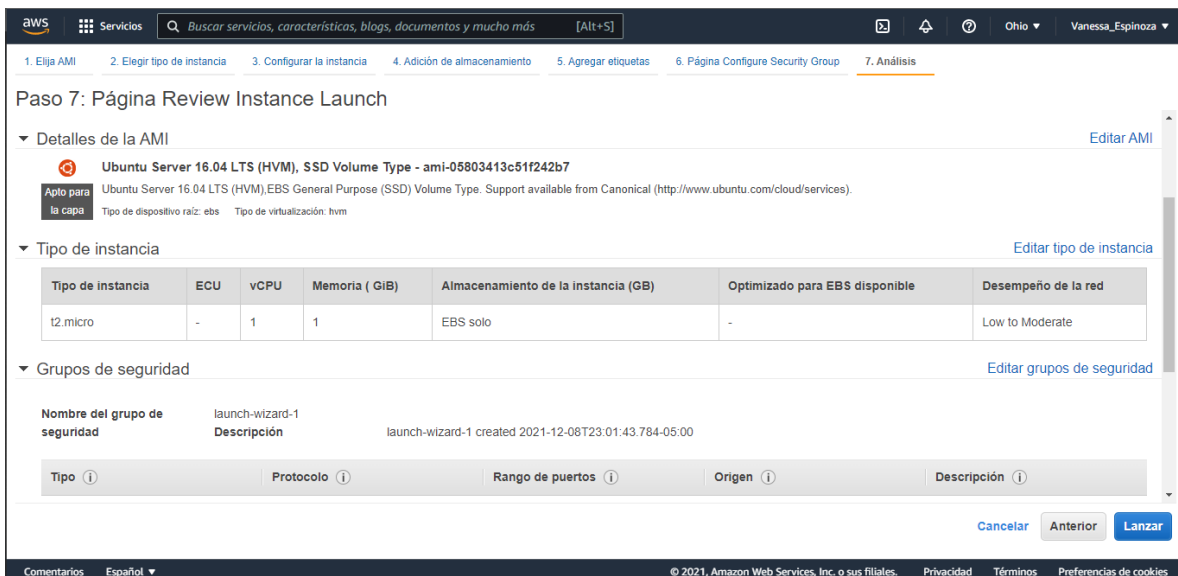 aws Servicios Buscar servicios, características, blogs, documentos y mucho más [Alt+S] Ohio Vanessa_Espinoza
1. Elija AMI 2. Elegir tipo de instancia 3. Configurar la instancia 4. Adición de almacenamiento 5. Agregar etiquetas 6. Página Configure Security Group 7. Análisis
Paso 7: Página Review Instance Launch
Detalles de la AMI Editar AMI
Ubuntu Server 16.04 LTS (HVM), SSD Volume Type - ami-05803413c51f242b7
Apto para la capa
Ubuntu Server 16.04 LTS (HVM),EBS General Purpose (SSD) Volume Type. Support available from Canonical (http://www.ubuntu.com/cloud/services).
Tipo de dispositivo raíz: ebs Tipo de virtualización: hvm
Tipo de instancia Editar tipo de instancia
Tipo de instancia ECU vCPU Memoria ( GiB) Almacenamiento de la instancia (GB) Optimizado para EBS disponible Desempeño de la red
t2.micro - 1 1 EBS solo - Low to Moderate
Grupos de seguridad Editar grupos de seguridad
Nombre del grupo de seguridad launch-wizard-1
Descripción launch-wizard-1 created 2021-12-08T23:01:43.784-05:00
Tipo Protocolo Rango de puertos Origen Descripción
Cancelar Anterior Lanzar
Comentarios Español © 2021, Amazon Web Services, Inc. o sus filiales. Privacidad Términos Preferencias de cookies